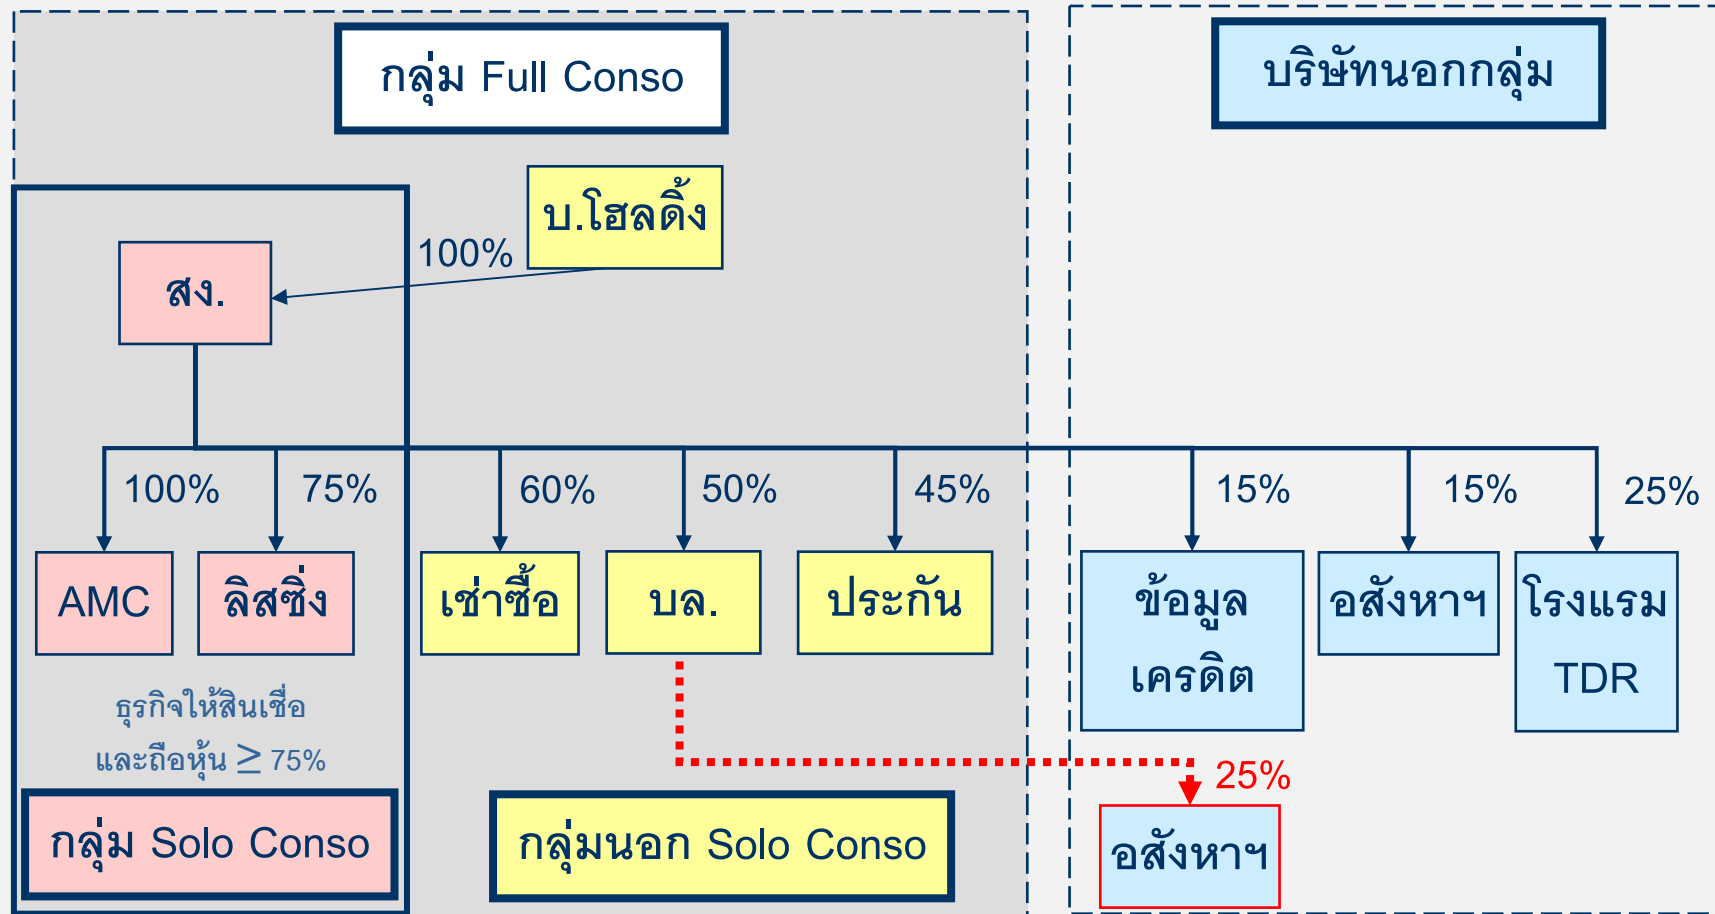 กลุ่ม Full Conso
บริษัทนอกกลุ่ม
บ.โฮลดิ้ง
100%
สง.
100%
75%
60%
50%
45%
15%
15%
25%
AMC
ลิสซิ่ง
เช่าซื้อ
บล.
ประกัน
ข้อมูล
เครดิต
อสังหาฯ
โรงแรม
TDR
ธุรกิจให้สินเชื่อ
และถือหุ้น ≥ 75%
25%
กลุ่ม Solo Conso
กลุ่มนอก Solo Conso
อสังหาฯ